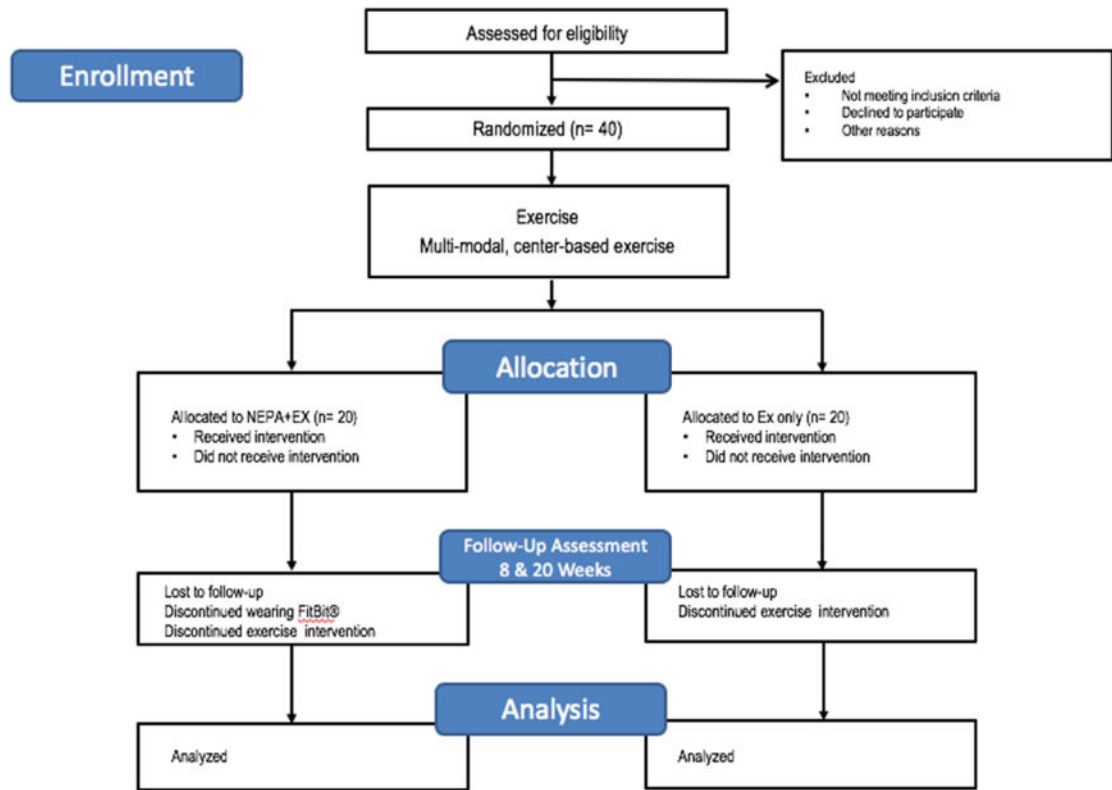 Assessed for eligibility
Enrollment
Excluded
• Not meeting inclusion criteria
• Declined to participate
• Other reasons
Randomized (n= 40)
Exercise
Multi-modal, center-based exercise
Allocation
Allocated to NEPA+EX (n= 20)
• Received intervention
• Did not receive intervention
Allocated to Ex only (n= 20)
• Received intervention
• Did not receive intervention
Follow-Up Assessment
8 & 20 Weeks
Lost to follow-up
Discontinued wearing FitBit®
Discontinued exercise intervention
Lost to follow-up
Discontinued exercise intervention
Analysis
Analyzed
Analyzed